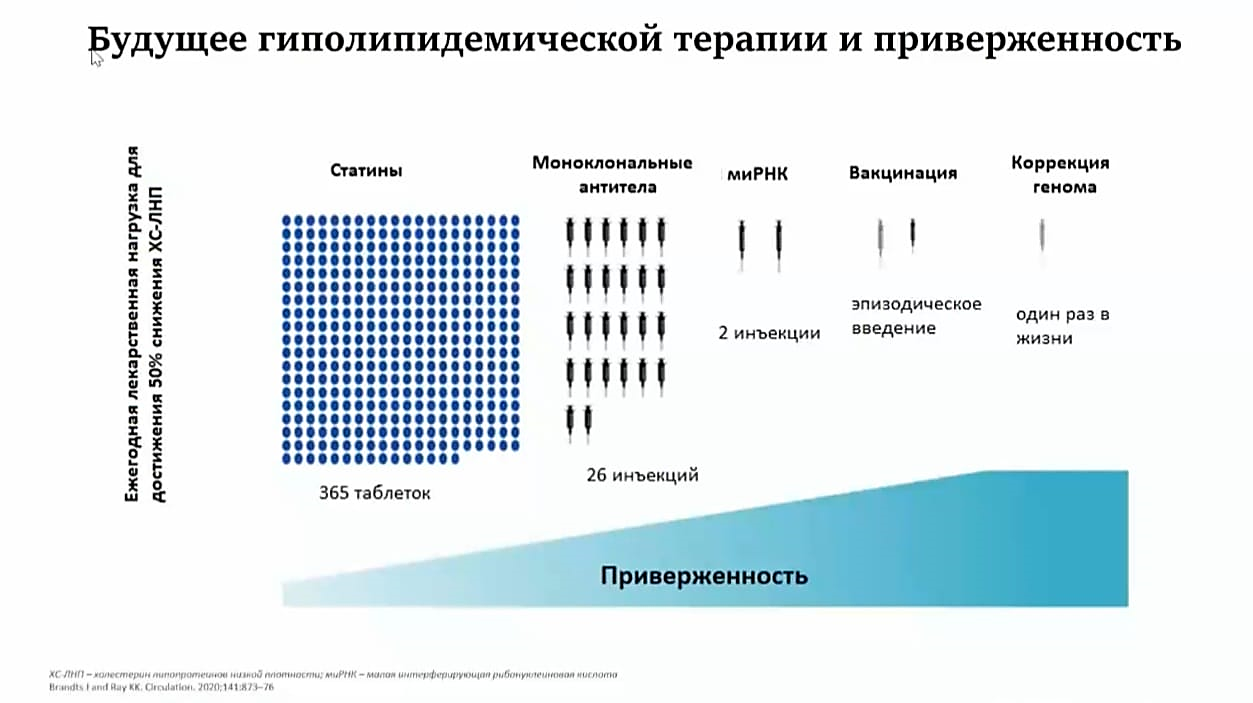 Будущее гиполипидемической терапии и приверженность
Ежегодная лекарственная нагрузка для
достижения 50% снижения ХС-ЛНП
Статины
365 таблеток
Моноклональные
антитела
26 инъекций
миРНК
2 инъекции
Вакцинация
эпизодическое
введение
Коррекция
генома
один раз в
жизни
Приверженность
ХС-ЛНП – холестерин липопротеинов низкой плотности; миРНК – малая интерферирующая рибонуклеиновая кислота
Brandts J and Ray KK. Circulation. 2020;141:873–76